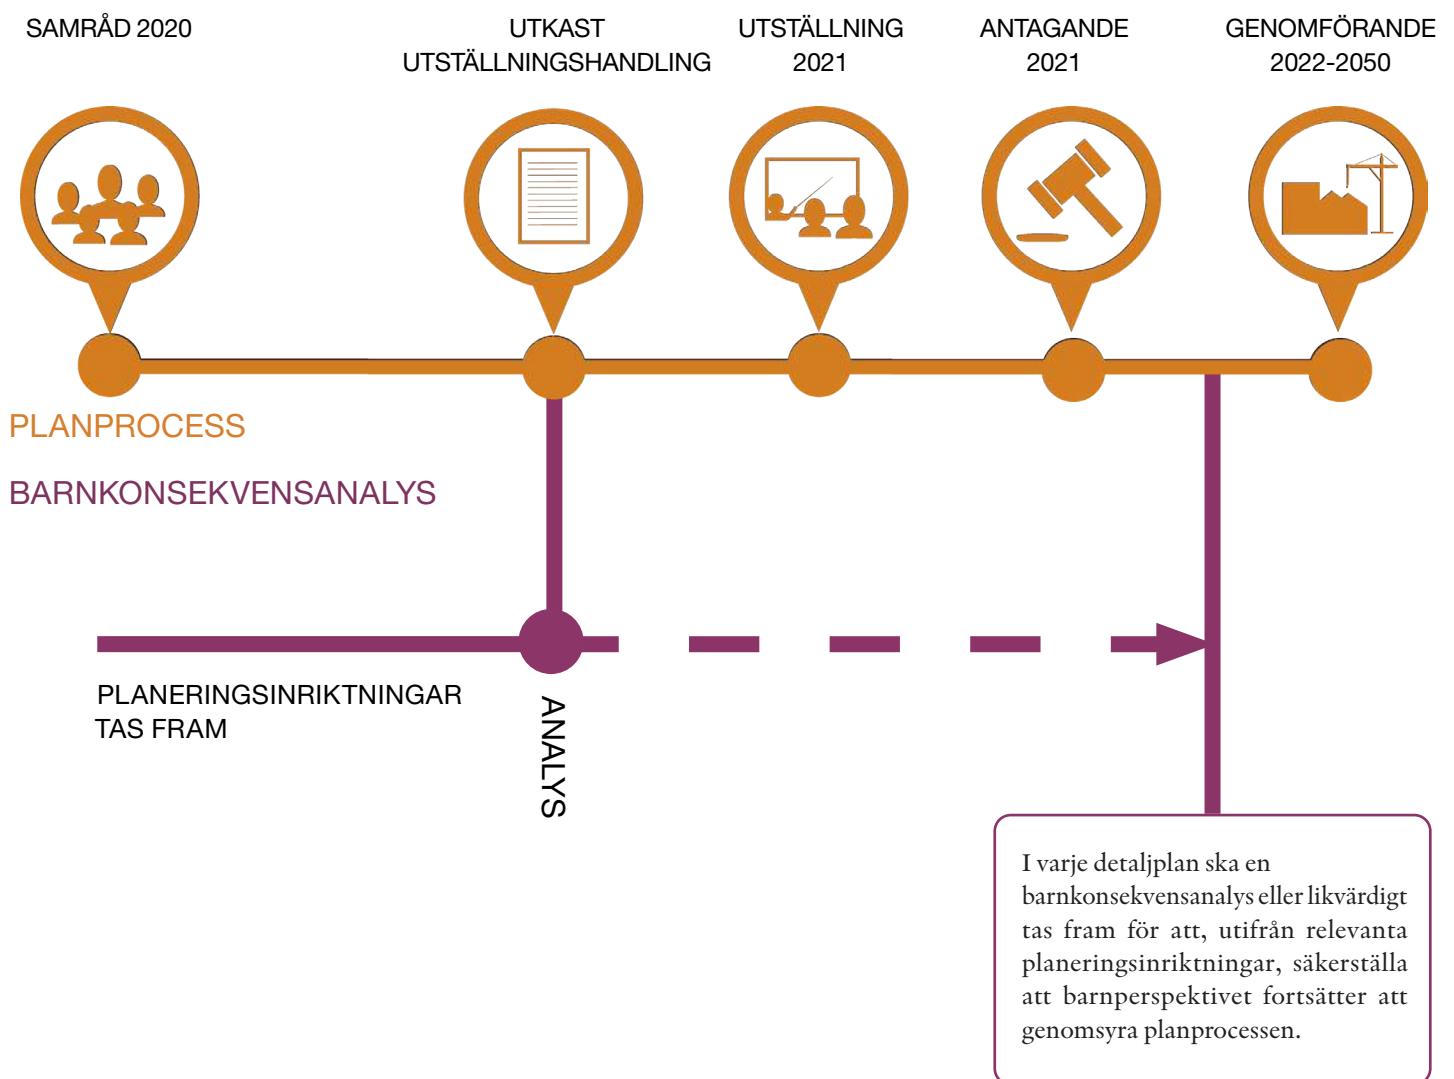 SAMRÅD 2020
UTKAST
UTSTÄLLNINGSHANDLING
UTSTÄLLNING
2021
ANTAGANDE
2021
GENOMFÖRANDE
2022-2050
PLANPROCESS
BARNKONSEKVENSANALYS
PLANERINGSINRIKTNINGAR
TAS FRAM
ANALYS
I varje detaljplan ska en
barnkonsekvensanalys eller likvärdigt
tas fram för att, utifrån relevanta
planeringsinriktningar, säkerställa
att barnperspektivet fortsätter att
genomsyra planprocessen.